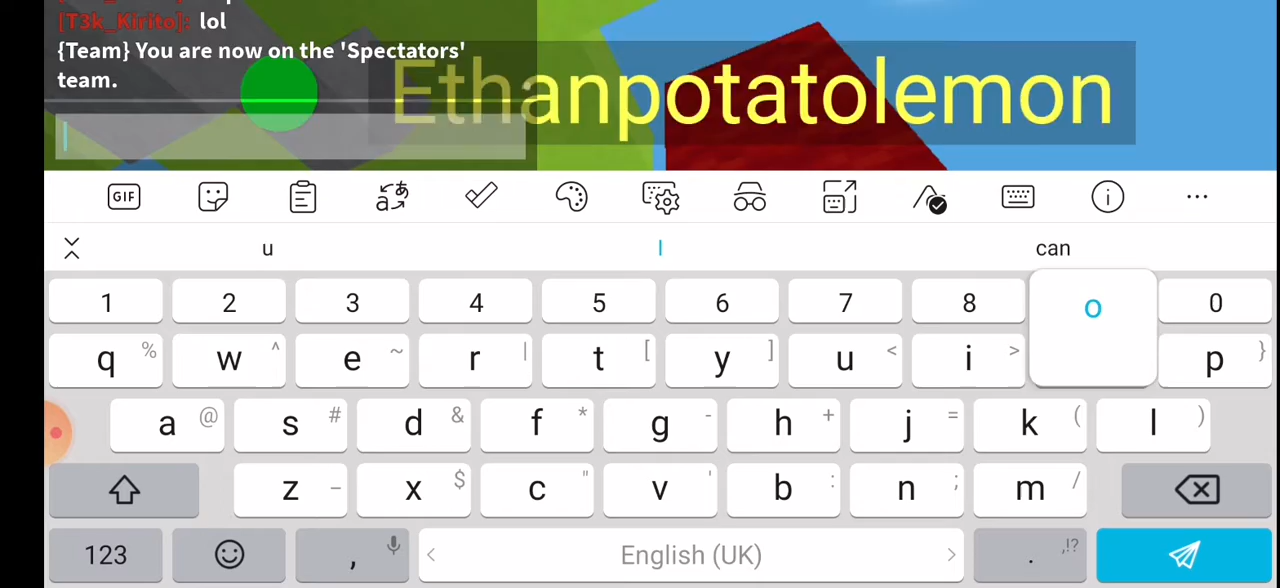 [T3k_Kirito]: lol
{Team} You are now on the 'Spectators'
team.
Ethanpotatolemon
GIF
u l can
1 2 3 4 5 6 7 8 o 0
q % w ^ e ~ r | t [ y ] u < i > p }
a @ s # d & f * g - h + j = k ( l )
z _ x $ c " v ' b : n ; m /
123 , < English (UK) > . ,!?